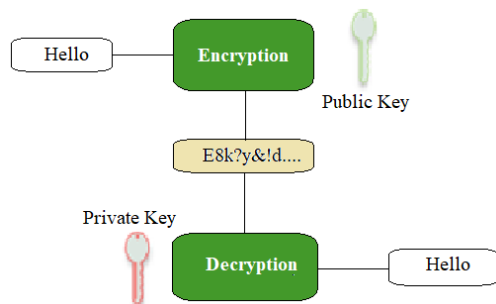 Hello
Encryption
Public Key
E8k?y&!d....
Private Key
Decryption
Hello